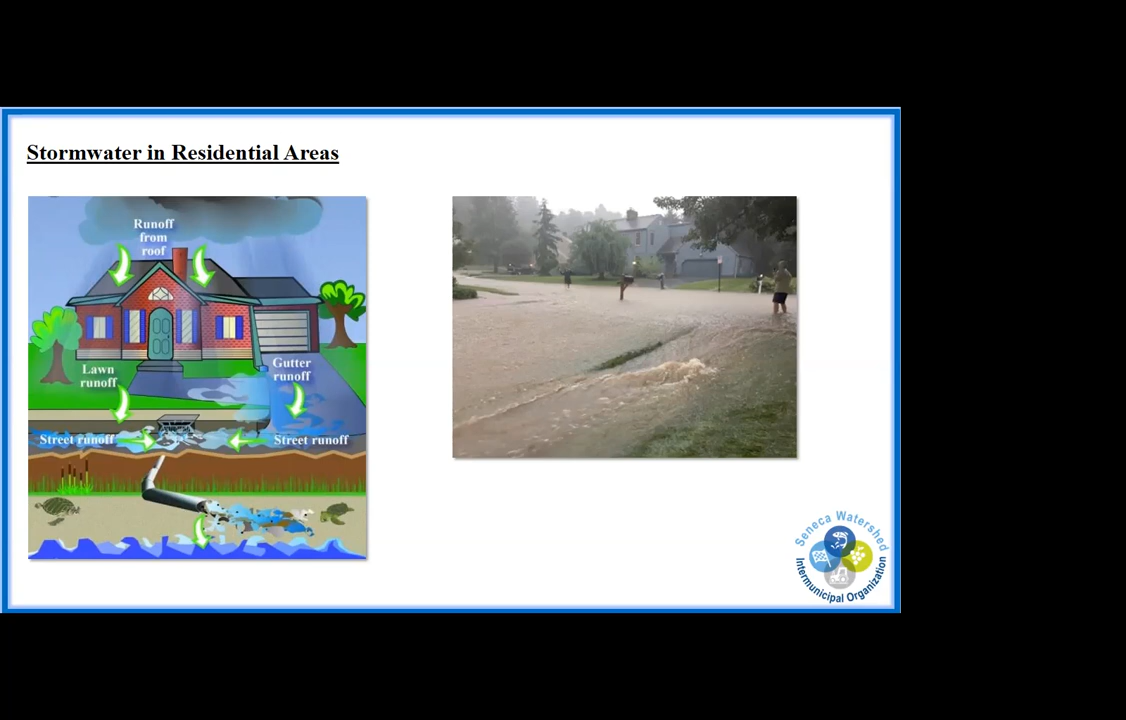 Stormwater in Residential Areas
Runoff
from
roof
Lawn
runoff
Gutter
runoff
Street runoff
Street runoff
Seneca Watershed
Intermunicipal Organization